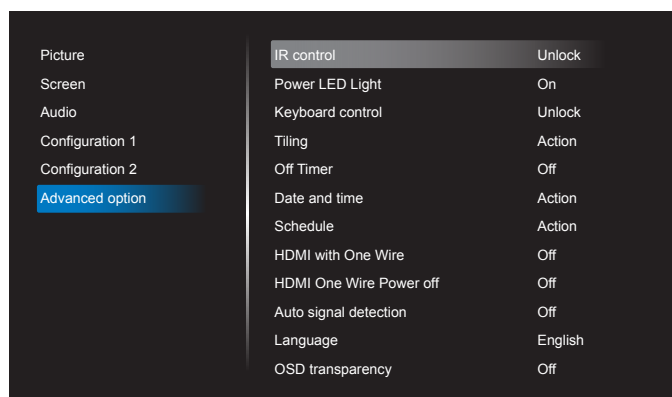 Picture
Screen
Audio
Configuration 1
Configuration 2
Advanced option
IR control Unlock
Power LED Light On
Keyboard control Unlock
Tiling Action
Off Timer Off
Date and time Action
Schedule Action
HDMI with One Wire Off
HDMI One Wire Power off Off
Auto signal detection Off
Language English
OSD transparency Off